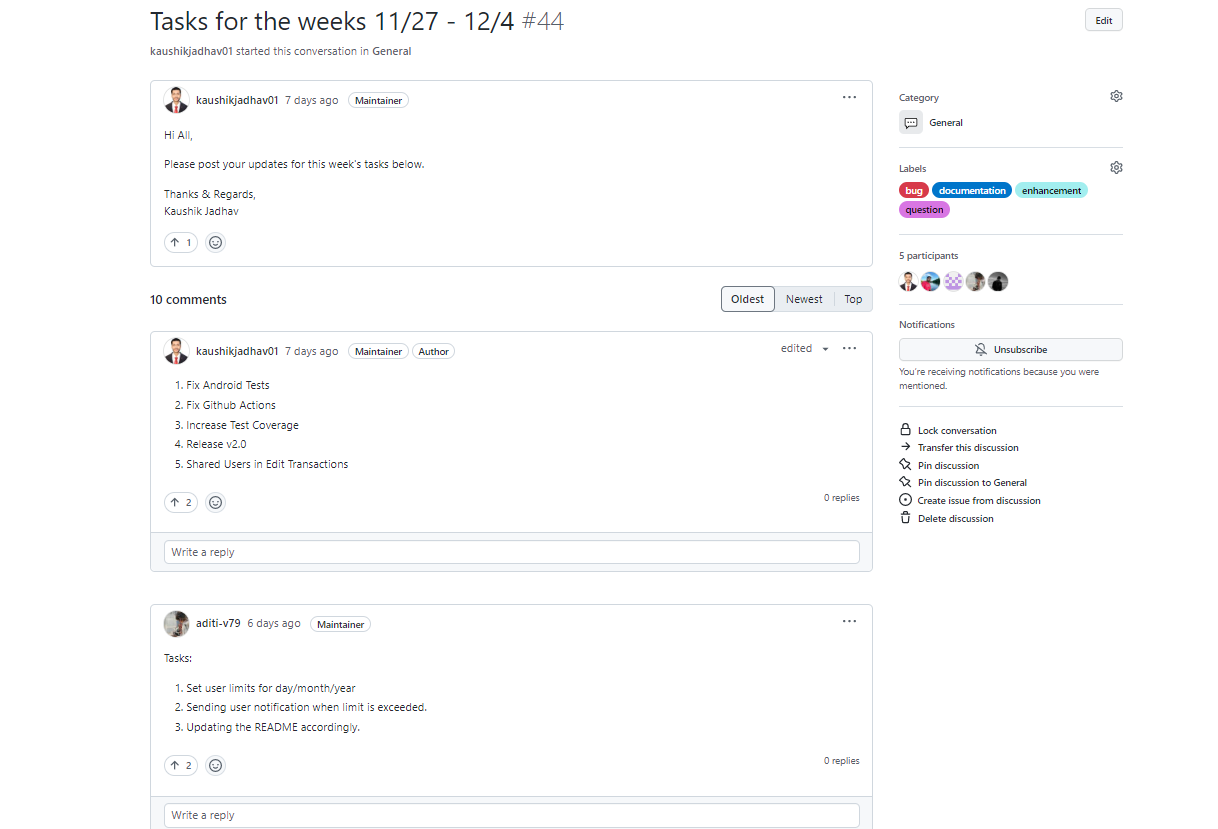 Tasks for the weeks 11/27 - 12/4 #44
Edit
kaushikjadhav01 started this conversation in General
kaushikjadhav01 7 days ago Maintainer
Hi All,
Please post your updates for this week's tasks below.
Thanks & Regards,
Kaushik Jadhav
1
10 comments
Oldest Newest Top
kaushikjadhav01 7 days ago Maintainer Author edited
1. Fix Android Tests
2. Fix Github Actions
3. Increase Test Coverage
4. Release v2.0
5. Shared Users in Edit Transactions
2
0 replies
Write a reply
aditi-v79 6 days ago Maintainer
Tasks:
1. Set user limits for day/month/year
2. Sending user notification when limit is exceeded.
3. Updating the README accordingly.
2
0 replies
Write a reply
Category
General
Labels
bug documentation enhancement
question
5 participants
Notifications
Unsubscribe
You're receiving notifications because you were
mentioned.
Lock conversation
Transfer this discussion
Pin discussion
Pin discussion to General
Create issue from discussion
Delete discussion